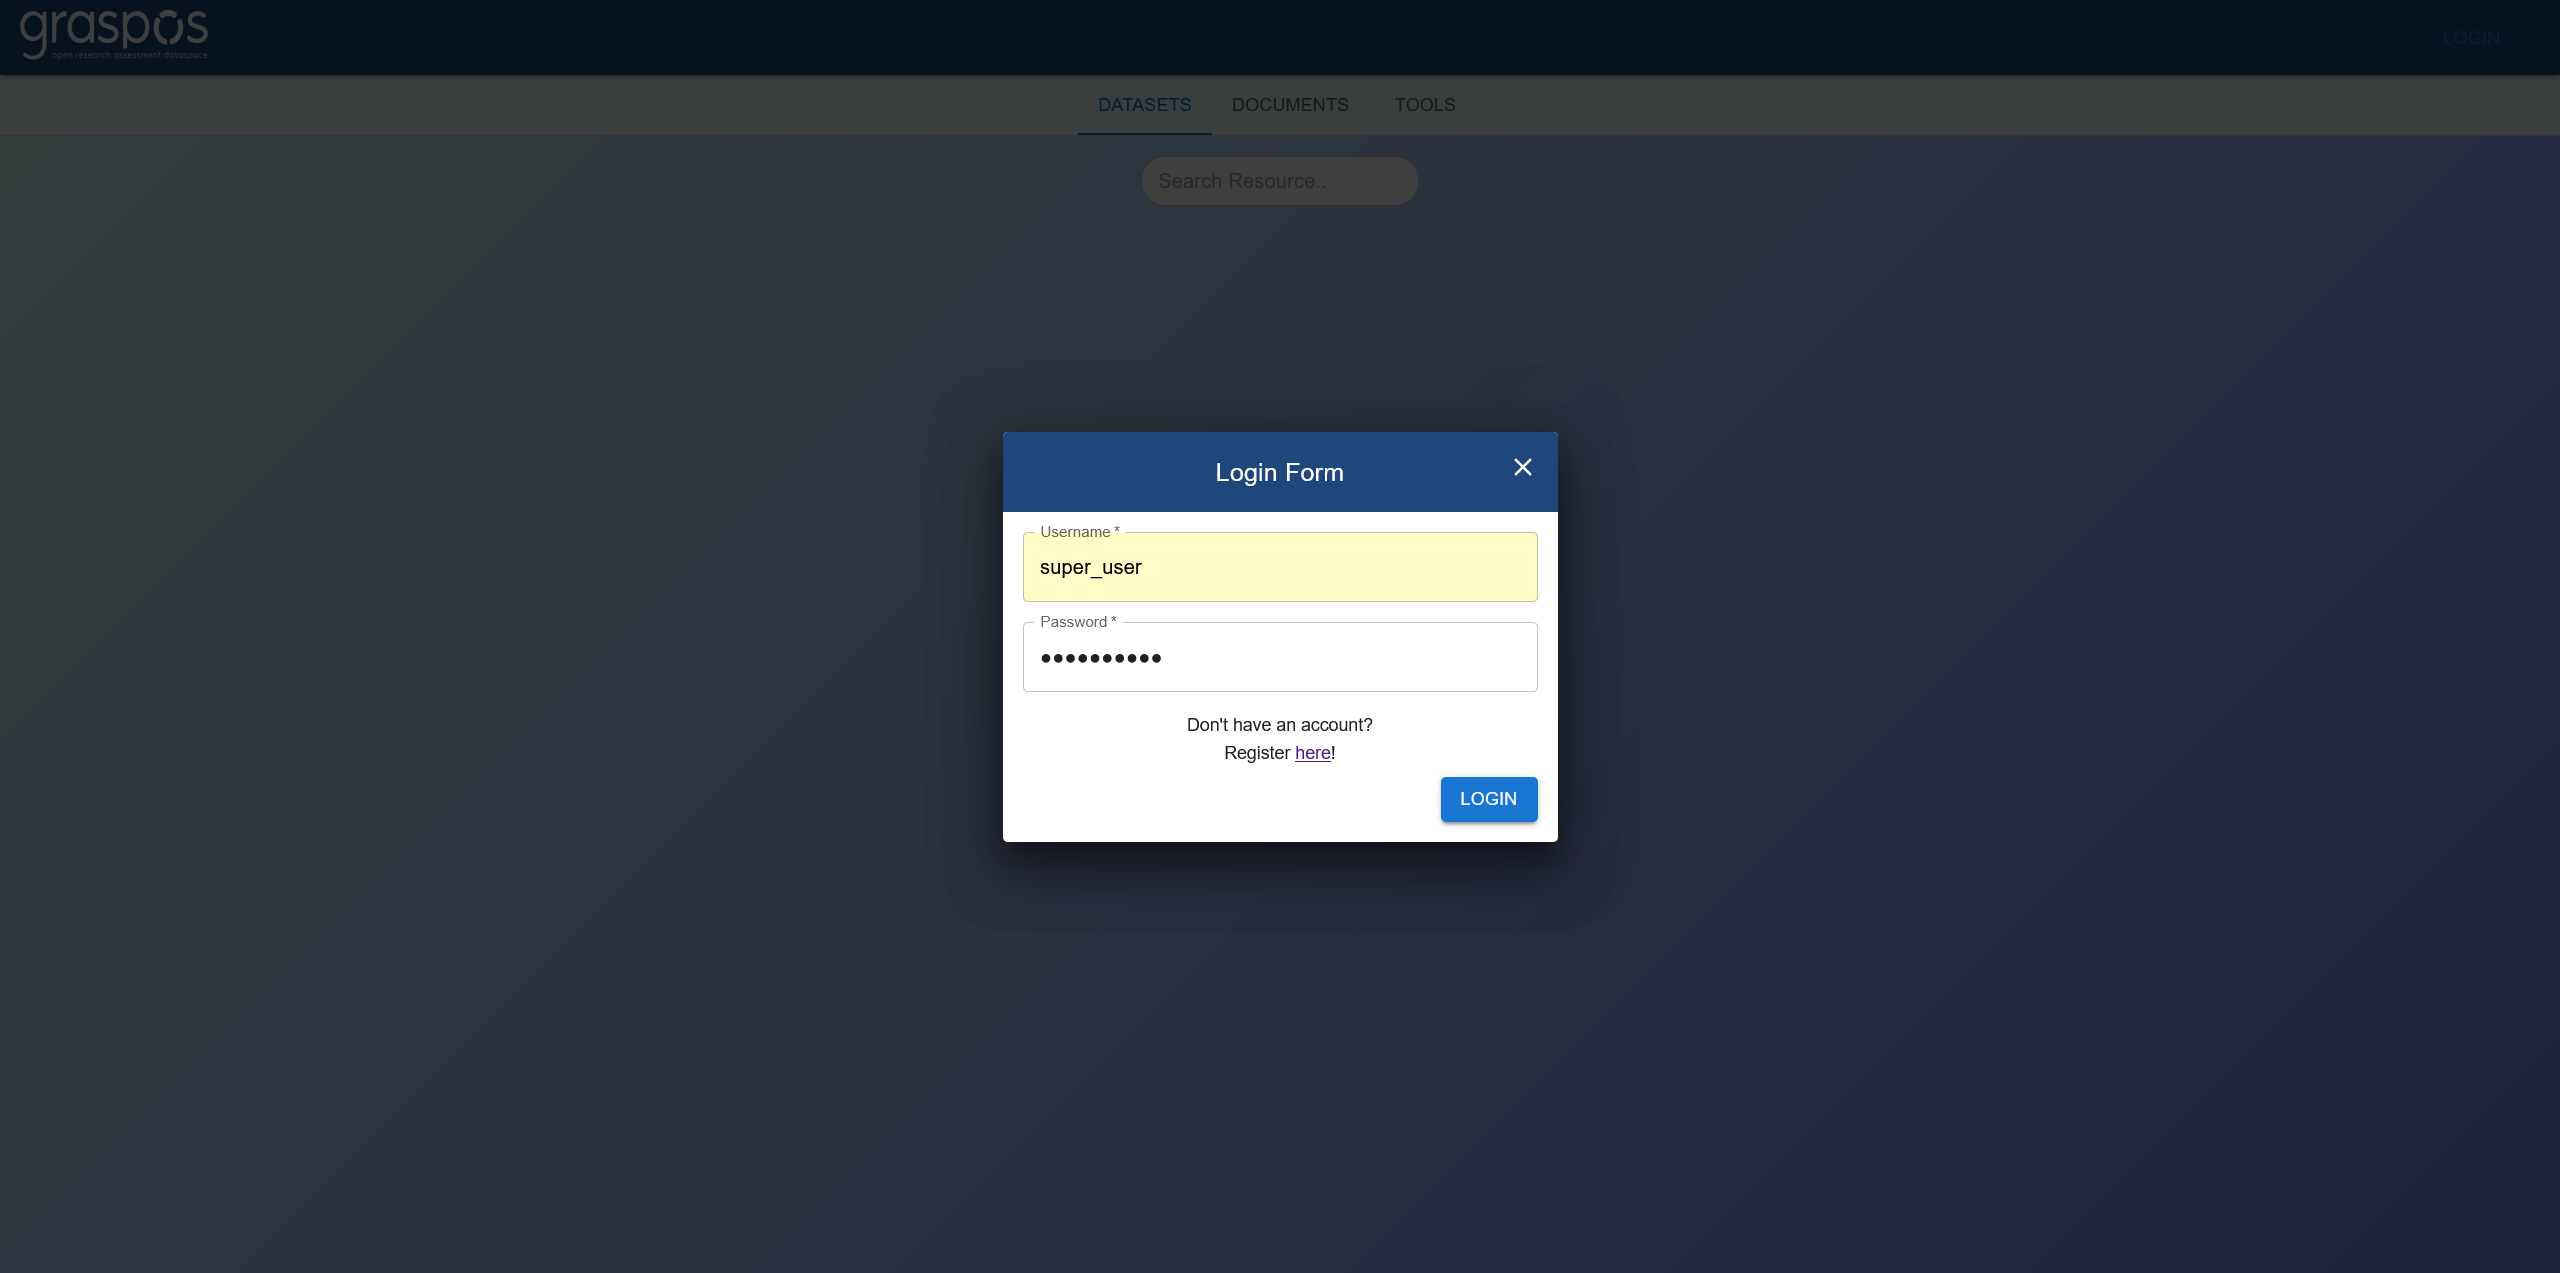 graspos
open research assessment dataspace
LOGIN
DATASETS DOCUMENTS TOOLS
Search Resource..
Login Form
Username *
super_user
Password *
••••••••••
Don't have an account?
Register here!
LOGIN